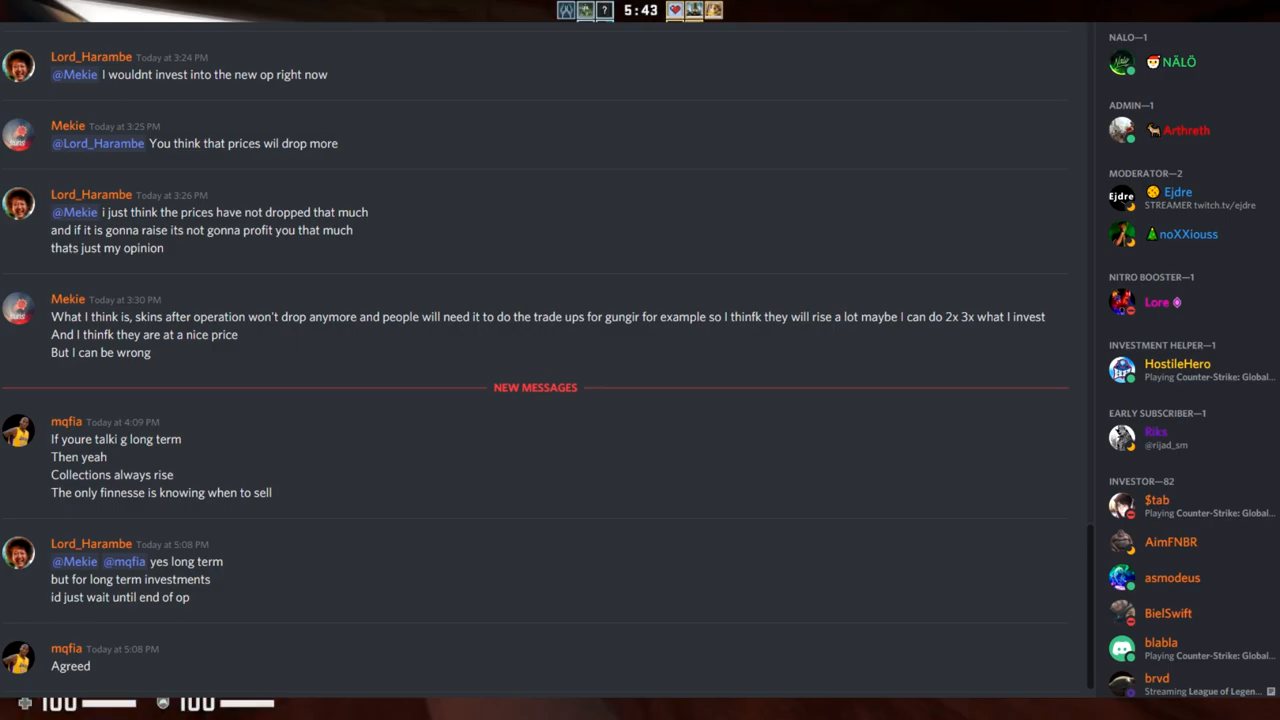 ? 5:43
Lord_Harambe Today at 3:24 PM
@Mekie I wouldnt invest into the new op right now
Mekie Today at 3:25 PM
@Lord_Harambe You think that prices wil drop more
Lord_Harambe Today at 3:26 PM
@Mekie i just think the prices have not dropped that much
and if it is gonna raise its not gonna profit you that much
thats just my opinion
Mekie Today at 3:30 PM
What I think is, skins after operation won't drop anymore and people will need it to do the trade ups for gungir for example so I thinfk they will rise a lot maybe I can do 2x 3x what I invest
And I thinfk they are at a nice price
But I can be wrong
NEW MESSAGES
mqfia Today at 4:09 PM
If youre talki g long term
Then yeah
Collections always rise
The only finnesse is knowing when to sell
Lord_Harambe Today at 5:08 PM
@Mekie @mqfia yes long term
but for long term investments
id just wait until end of op
mqfia Today at 5:08 PM
Agreed
100 100
NALO—1
NĀLŌ
ADMIN—1
Arthreth
MODERATOR—2
Ejdre
Ejdre
STREAMER twitch.tv/ejdre
noXXiouss
NITRO BOOSTER—1
Lore
INVESTMENT HELPER—1
HostileHero
Playing Counter-Strike: Global...
EARLY SUBSCRIBER—1
Riks
@rijad_sm
INVESTOR—82
$tab
Playing Counter-Strike: Global...
AimFNBR
asmodeus
BielSwift
blabla
Playing Counter-Strike: Global...
brvd
Streaming League of Legen...